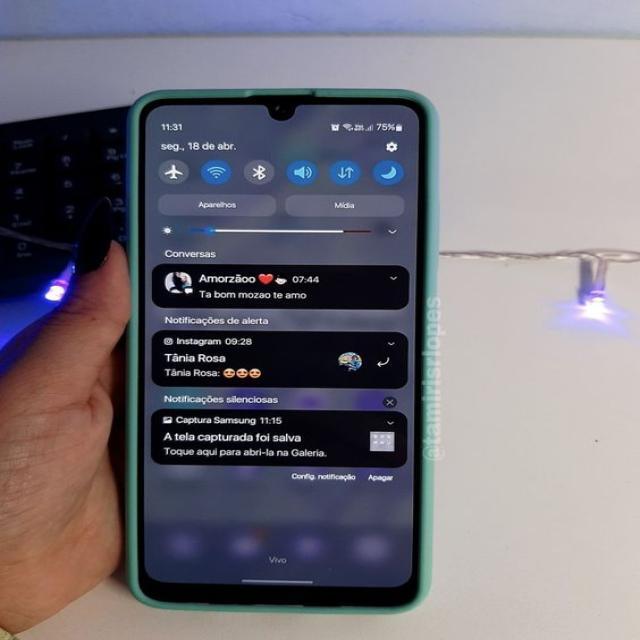 11:31
75%
seg., 18 de abr.
Aparelhos
Mídia
Conversas
Amorzãoo ❤️ 07:44
Ta bom mozao te amo
Notificações de alerta
Instagram 09:28
Tânia Rosa
Tânia Rosa: 😍😍😍
Notificações silenciosas
Captura Samsung 11:15
A tela capturada foi salva
Toque aqui para abri-la na Galeria.
Config. notificação Apagar
Vivo
@tamirisrlopes